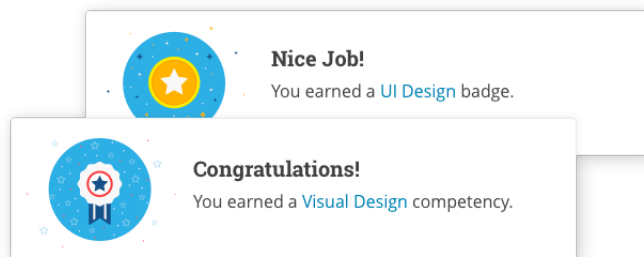 Nice Job!
You earned a UI Design badge.
Congratulations!
You earned a Visual Design competency.